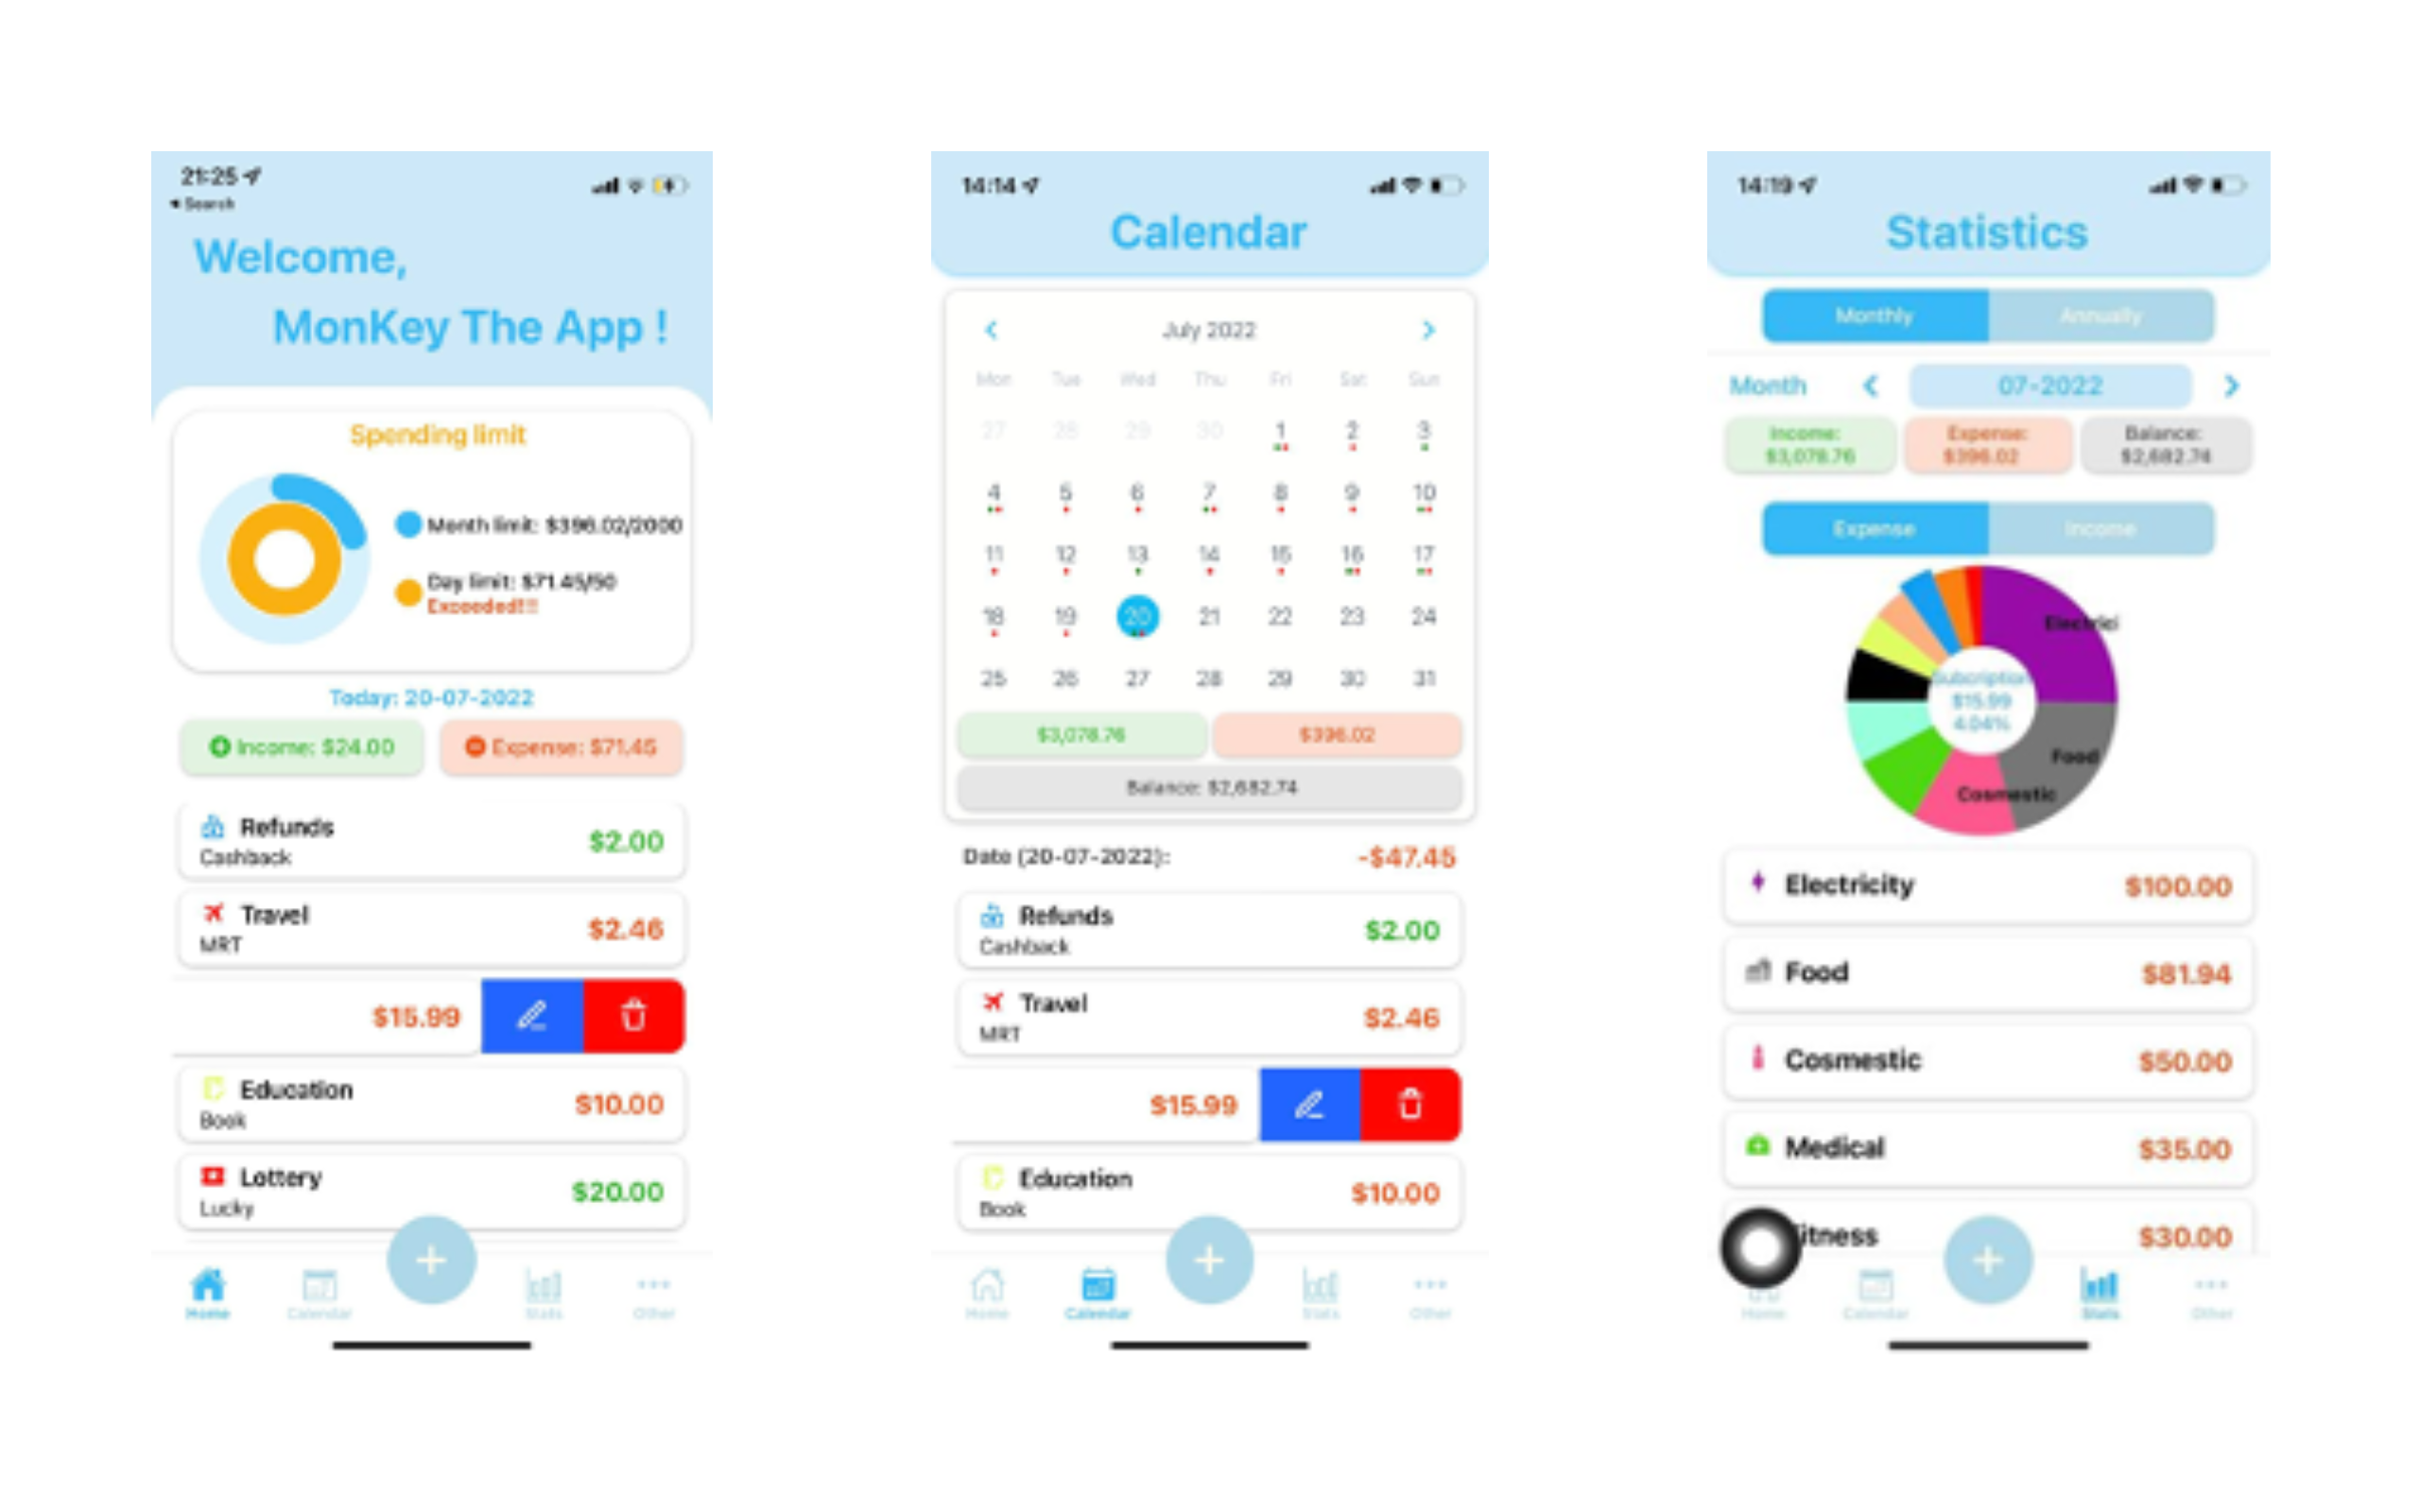 21:25
Search
Welcome,
MonKey The App !
Spending limit
Month limit: $396.02/2000
Day limit: $71.45/50
Exceeded!!!
Today: 20-07-2022
Income: $24.00
Expense: $71.45
Refunds
Cashback
$2.00
Travel
MRT
$2.46
$15.99
Education
Book
$10.00
Lottery
Lucky
$20.00
+
Home
Calendar
Stats
Other
14:14
Calendar
July 2022
Mon Tue Wed Thu Fri Sat Sun
27 28 29 30 1 2 3
4 5 6 7 8 9 10
11 12 13 14 15 16 17
18 19 20 21 22 23 24
25 26 27 28 29 30 31
$3,078.76
$396.02
Balance: $2,682.74
Date (20-07-2022):
-$47.45
Refunds
Cashback
$2.00
Travel
MRT
$2.46
$15.99
Education
Book
$10.00
+
Home
Calendar
Stats
Other
14:19
Statistics
Monthly
Annually
Month
07-2022
Income:
$3,078.76
Expense:
$396.02
Balance:
$2,682.74
Expense
Income
Electrici
Food
Cosmestic
Subcription
$15.99
4.04%
Electricity
$100.00
Food
$81.94
Cosmestic
$50.00
Medical
$35.00
itness
$30.00
+
Home
Calendar
Stats
Other